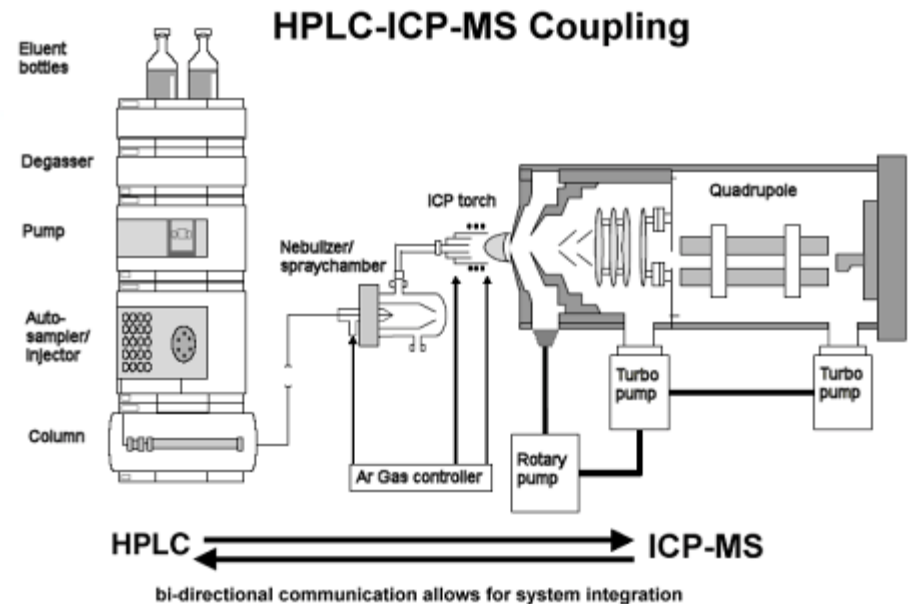 HPLC-ICP-MS Coupling
Eluent
bottles
Degasser
Pump
Auto-
sampler/
injector
Column
Nebulizer/
spraychamber
ICP torch
Quadrupole
Turbo
pump
Turbo
pump
Rotary
pump
Ar Gas controller
HPLC
ICP-MS
bi-directional communication allows for system integration